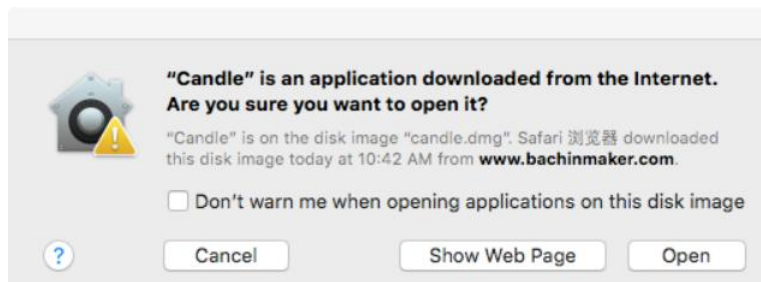 “Candle” is an application downloaded from the Internet.
Are you sure you want to open it?
“Candle” is on the disk image “candle.dmg”. Safari 浏览器 downloaded
this disk image today at 10:42 AM from www.bachinmaker.com.
Don't warn me when opening applications on this disk image
?
Cancel
Show Web Page
Open